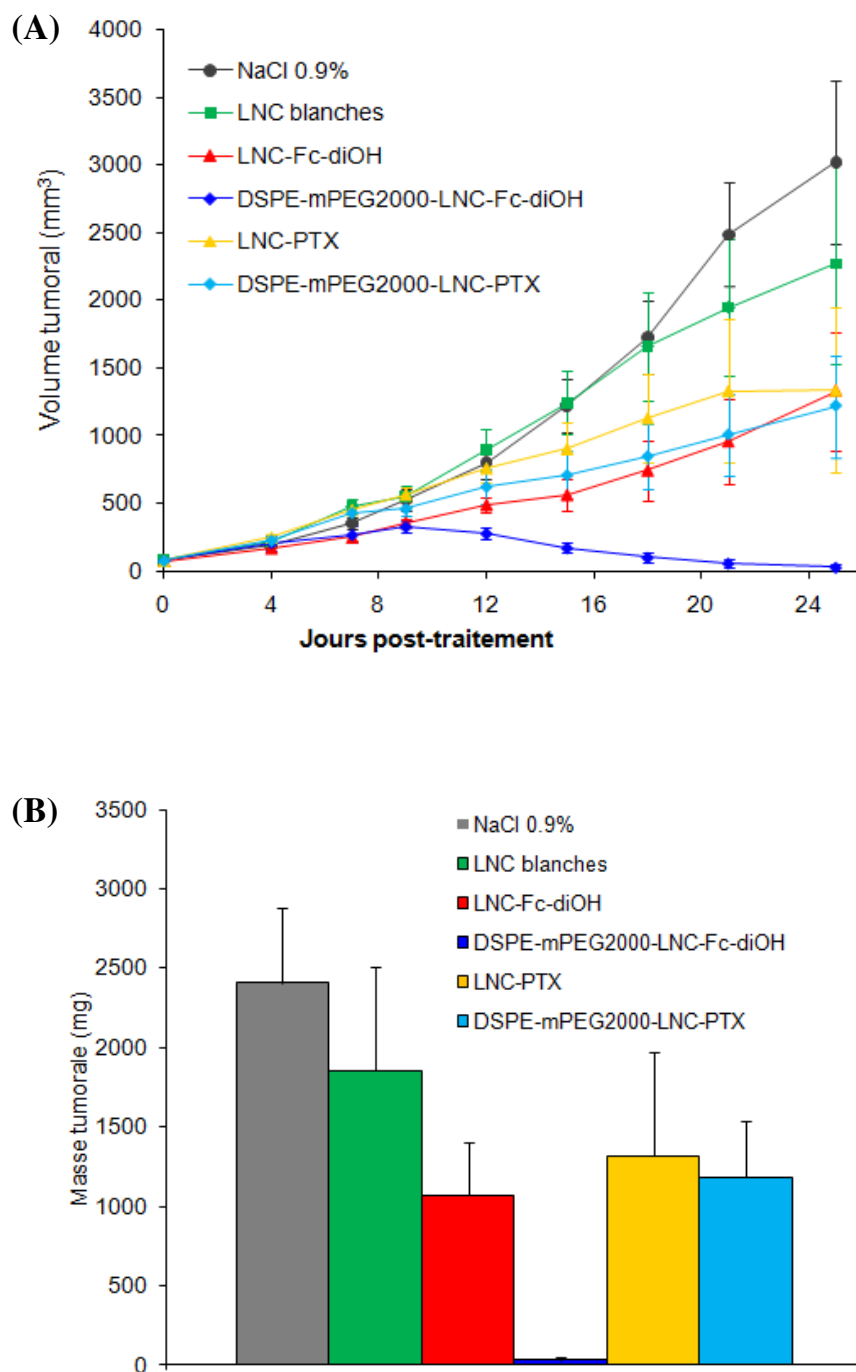 (A)
4000
3500
3000
2500
2000
1500
1000
500
0
Volume tumoral (mm³)
NaCl 0.9%
LNC blanches
LNC-Fc-diOH
DSPE-mPEG2000-LNC-Fc-diOH
LNC-PTX
DSPE-mPEG2000-LNC-PTX
0 4 8 12 16 20 24
Jours post-traitement
(B)
3500
3000
2500
2000
1500
1000
500
0
Masse tumorale (mg)
NaCl 0.9%
LNC blanches
LNC-Fc-diOH
DSPE-mPEG2000-LNC-Fc-diOH
LNC-PTX
DSPE-mPEG2000-LNC-PTX